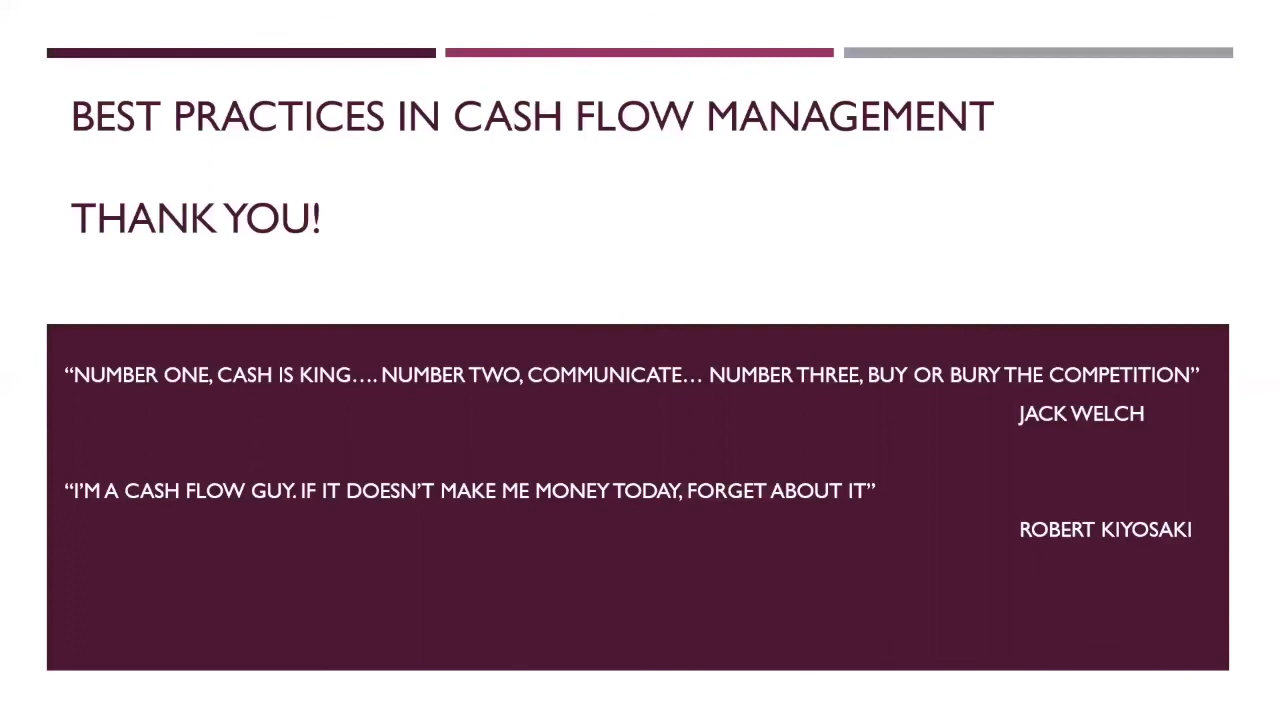 BEST PRACTICES IN CASH FLOW MANAGEMENT
THANK YOU!
“NUMBER ONE, CASH IS KING…. NUMBER TWO, COMMUNICATE… NUMBER THREE, BUY OR BURY THE COMPETITION”
JACK WELCH
“I’M A CASH FLOW GUY. IF IT DOESN’T MAKE ME MONEY TODAY, FORGET ABOUT IT”
ROBERT KIYOSAKI